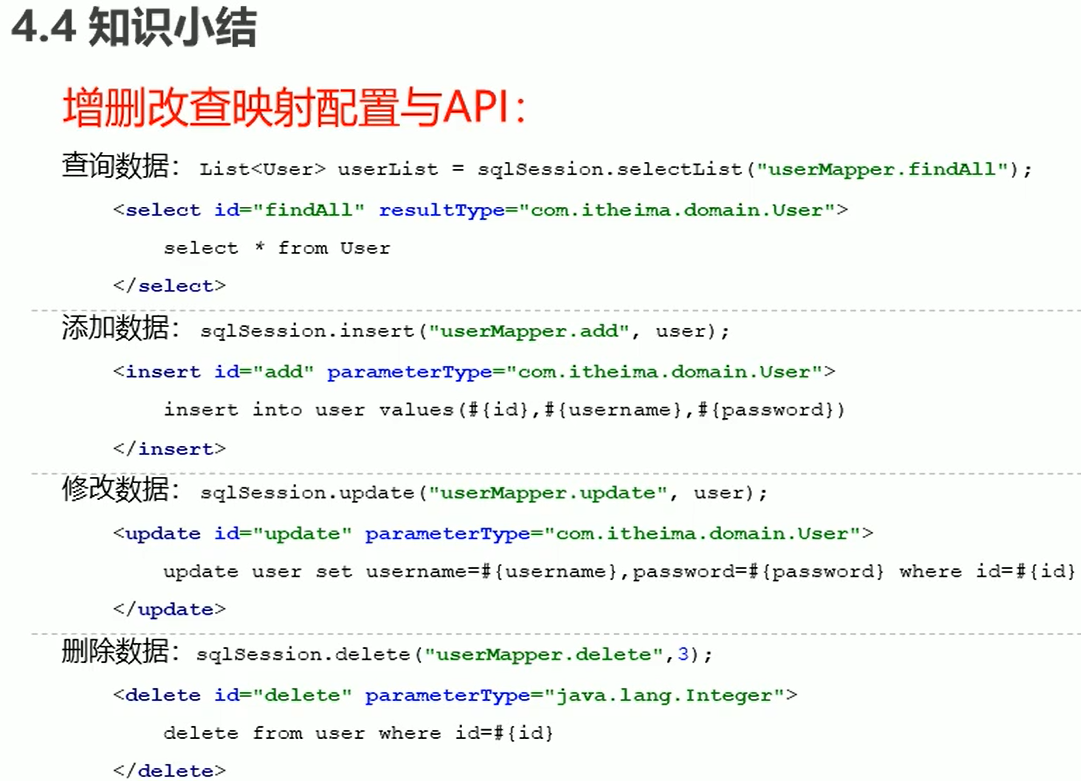 4.4 知识小结
增删改查映射配置与API：
查询数据： List<User> userList = sqlSession.selectList("userMapper.findAll");
<select id="findAll" resultType="com.itheima.domain.User">
select * from User
</select>
添加数据： sqlSession.insert("userMapper.add", user);
<insert id="add" parameterType="com.itheima.domain.User">
insert into user values(#{id},#{username},#{password})
</insert>
修改数据： sqlSession.update("userMapper.update", user);
<update id="update" parameterType="com.itheima.domain.User">
update user set username=#{username},password=#{password} where id=#{id}
</update>
删除数据： sqlSession.delete("userMapper.delete",3);
<delete id="delete" parameterType="java.lang.Integer">
delete from user where id=#{id}
</delete>